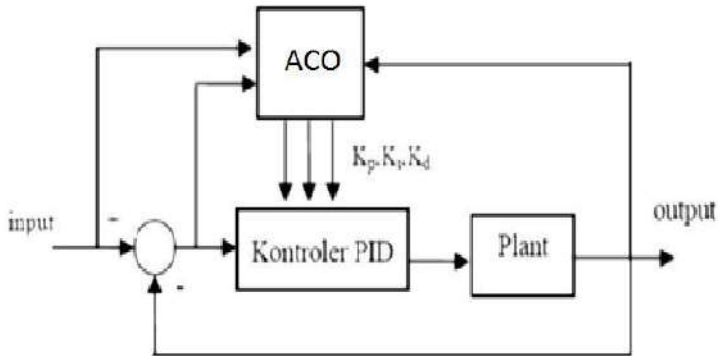 ACO
Kp,Ki,Kd
input
-
Kontroler PID
Plant
output
-